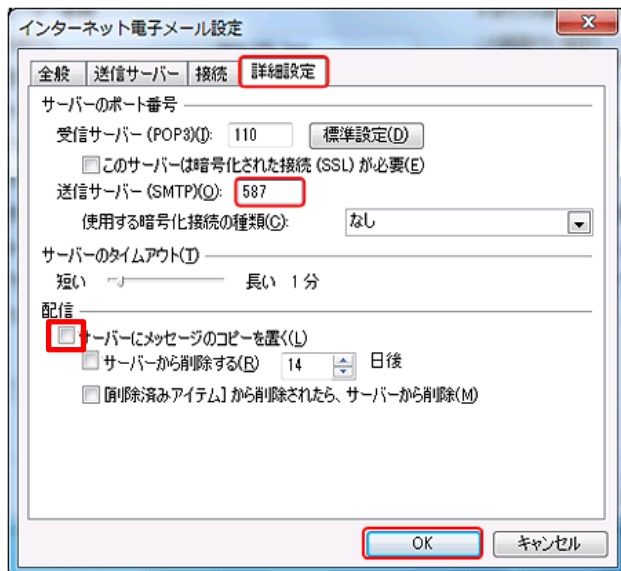 インターネット電子メール設定
全般 送信サーバー 接続 詳細設定
サーバーのポート番号
受信サーバー(POP3)(I): 110 標準設定(D)
このサーバーは暗号化された接続(SSL)が必要(E)
送信サーバー(SMTP)(O): 587
使用する暗号化接続の種類(C): なし
サーバーのタイムアウト(T)
短い 長い 1分
配信
サーバーにメッセージのコピーを置く(L)
サーバーから削除する(R) 14 日後
[削除済みアイテム]から削除されたら、サーバーから削除(M)
OK キャンセル